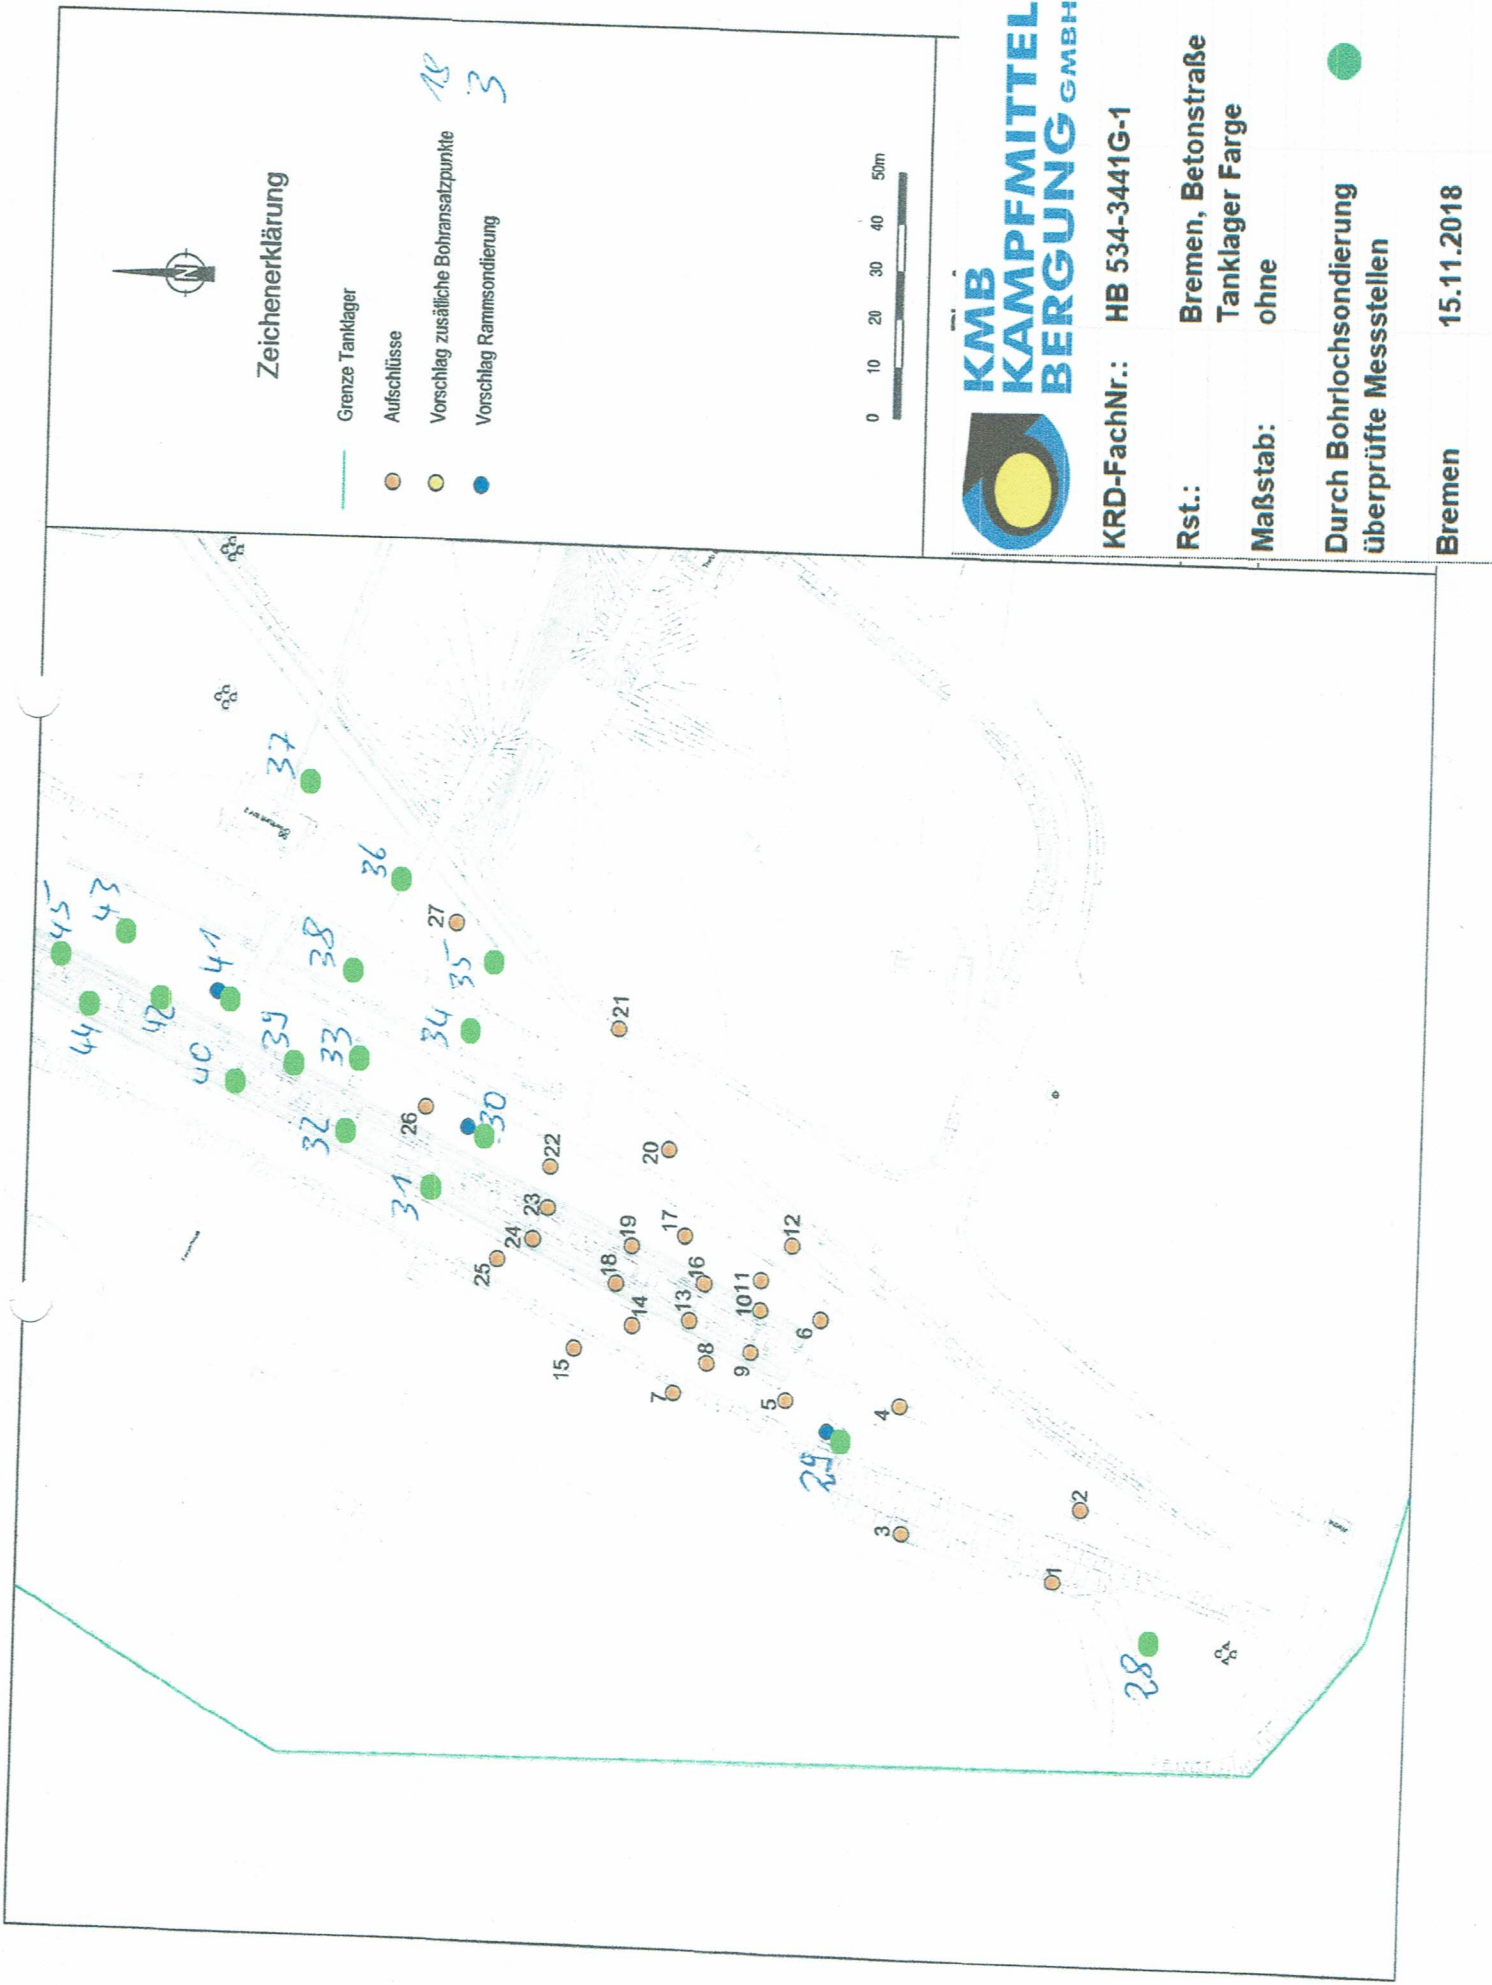 Zeichenerklärung
Grenze Tanklager
Aufschlüsse
Vorschlag zusätliche Bohransatzpunkte 18
Vorschlag Rammsondierung 3
0 10 20 30 40 50m
N
KMB
KAMPFMITTEL
BERGUNG GMBH
KRD-FachNr.: HB 534-3441G-1
Rst.: Bremen, Betonstraße
Tanklager Farge
Maßstab: ohne
Durch Bohrlochsondierung
überprüfte Messstellen
Bremen 15.11.2018
45
43
44
42
41
40
39
38
37
36
35
34
33
32
31
30
29
28
27
26
25
24
23
22
21
20
19
18
17
16
15
14
13
12
11
10
9
8
7
6
5
4
3
2
1